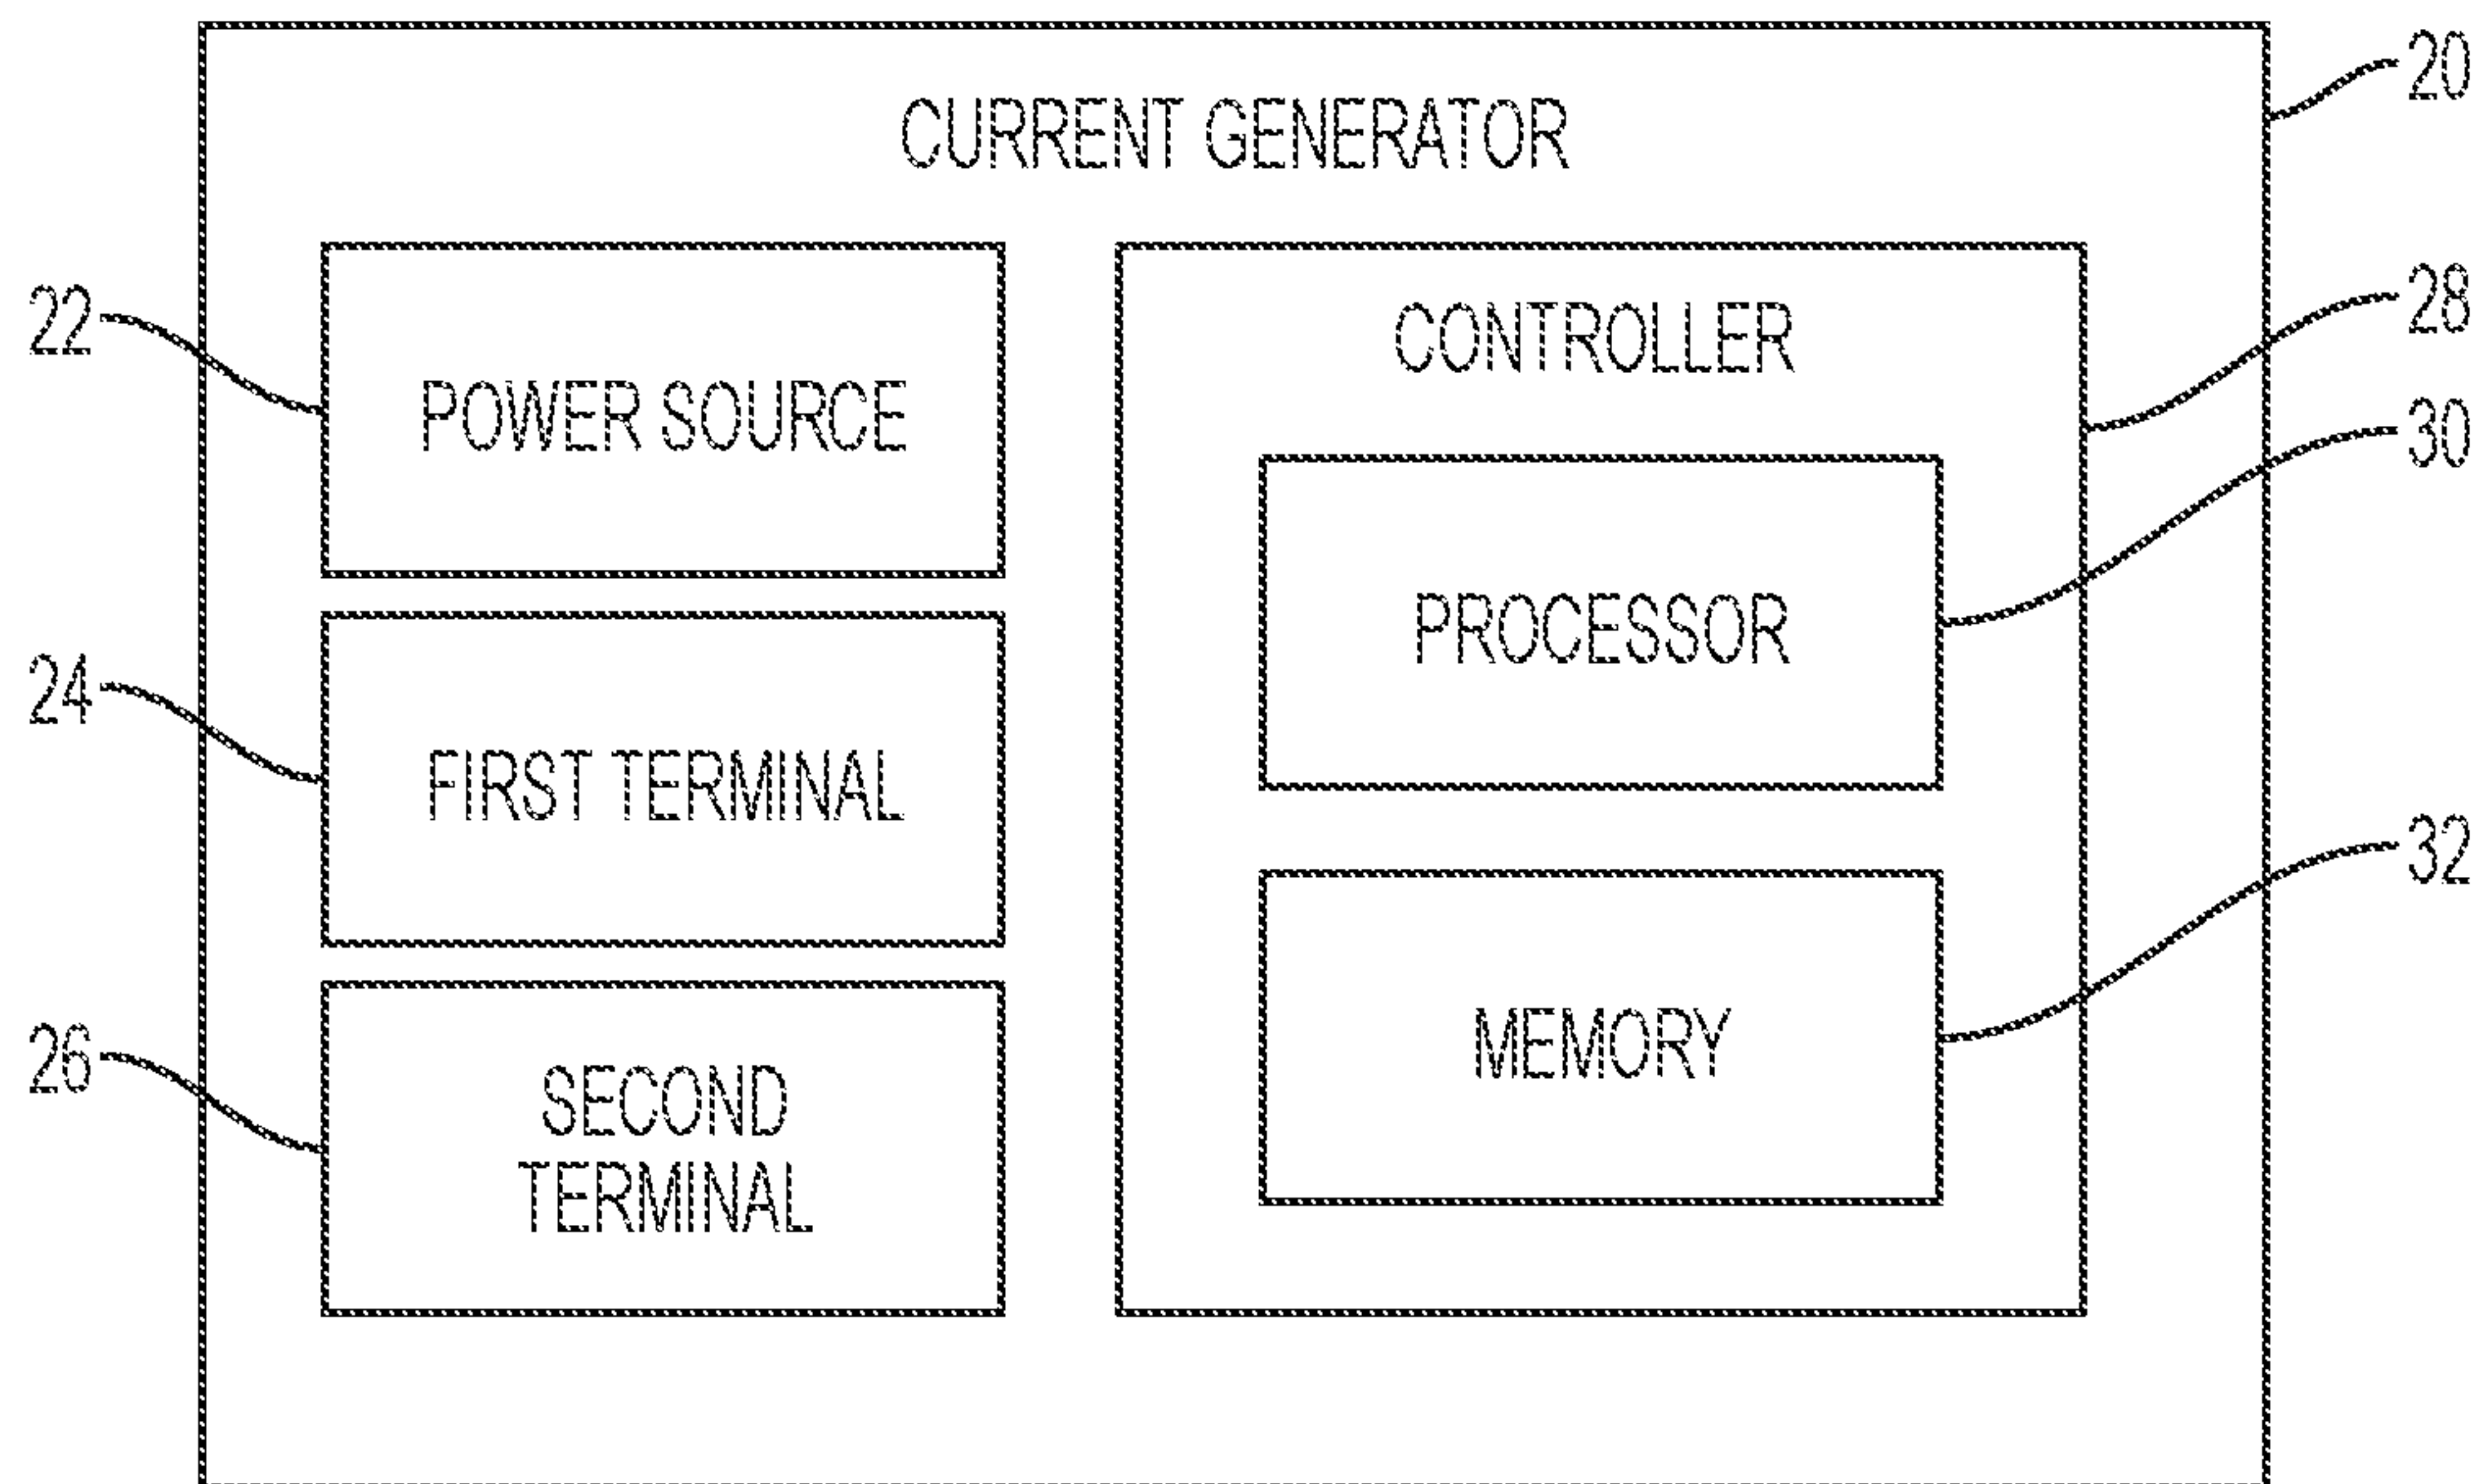 CURRENT GENERATOR
20
22
POWER SOURCE
24
FIRST TERMINAL
26
SECOND
TERMINAL
CONTROLLER
28
PROCESSOR
30
MEMORY
32